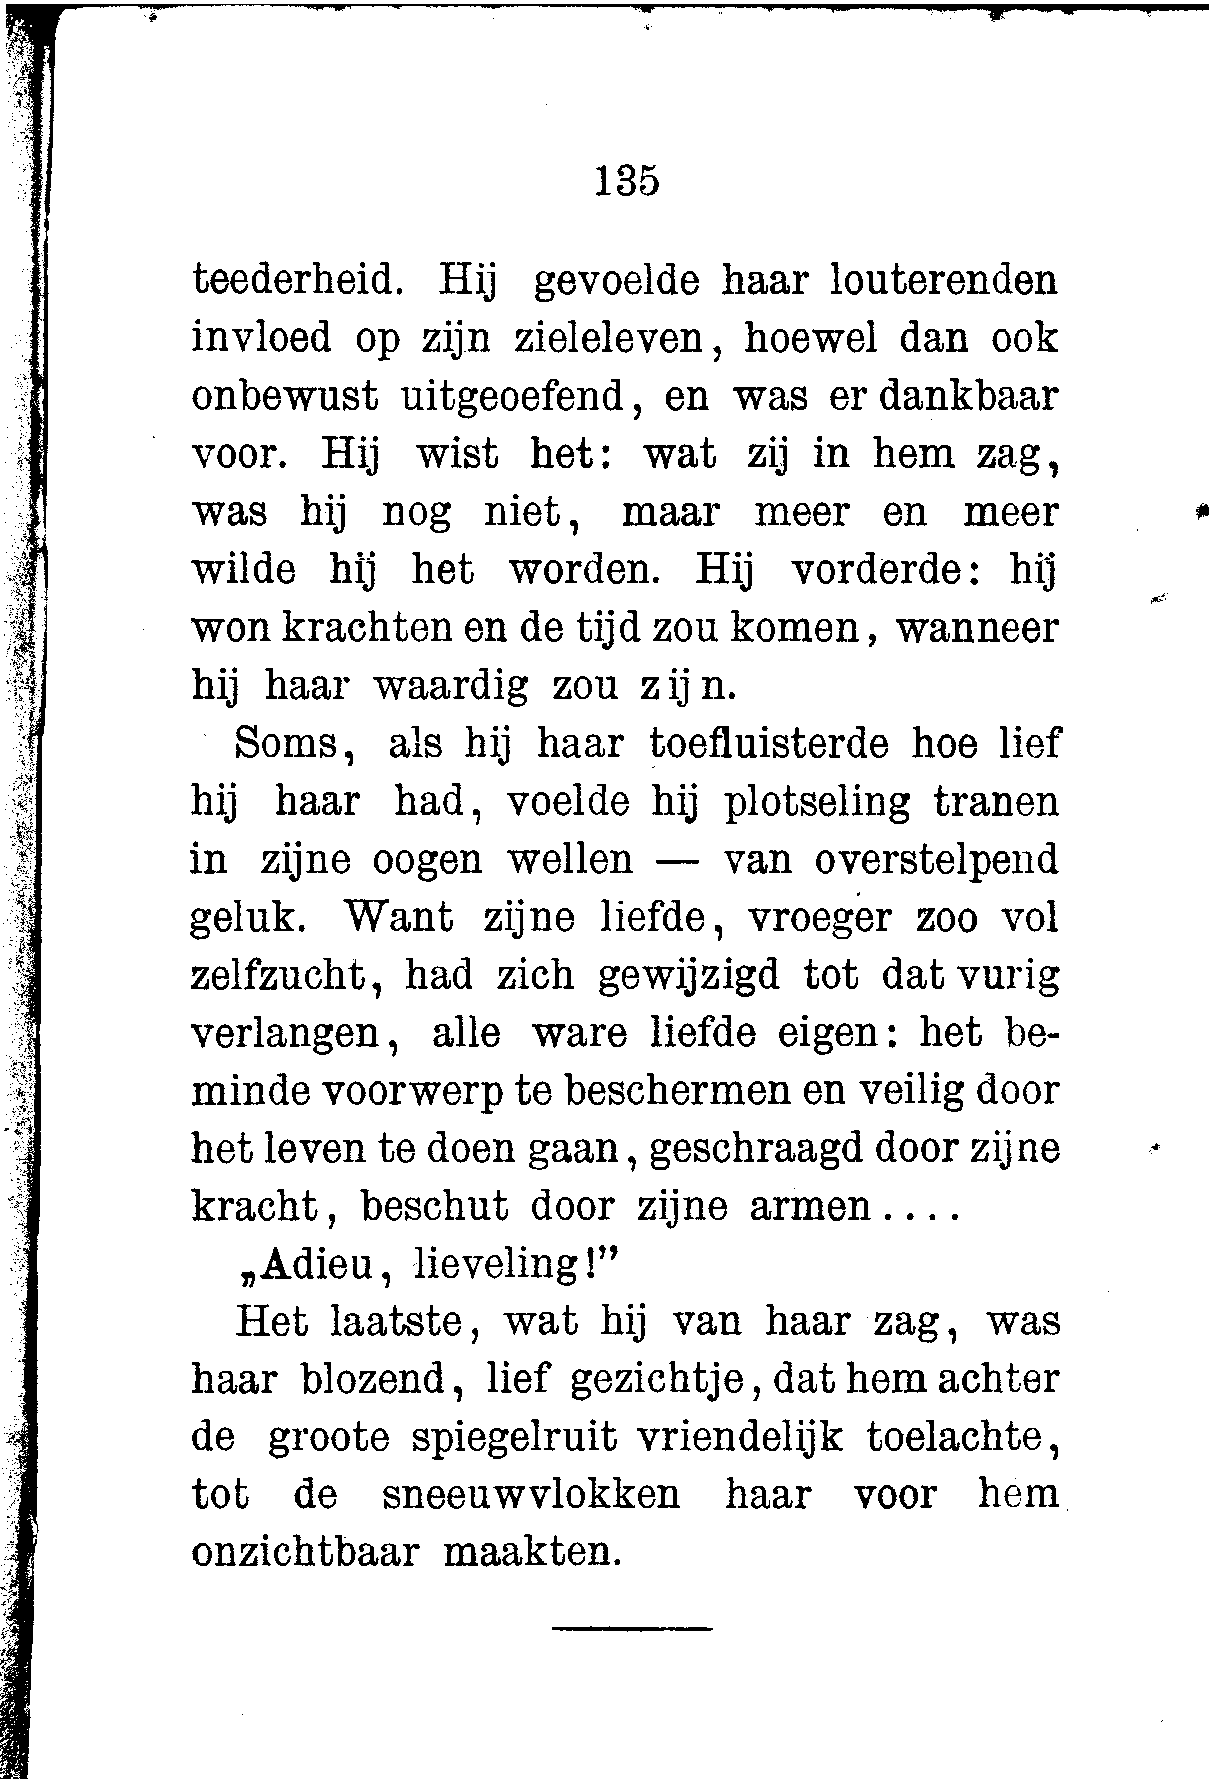 135
teederheid. Hij gevoelde haar louterenden
invloed op zijn zieleleven, hoewel dan ook
onbewust uitgeoefend, en was er dankbaar
voor. Hij wist het: wat zij in hem zag,
was hij nog niet, maar meer en meer
wilde hij het worden. Hij vorderde: hij
won krachten en de tijd zou komen, wanneer
hij haar waardig zou zijn.
Soms, als hij haar toefluisterde hoe lief
hij haar had, voelde hij plotseling tranen
in zijne oogen wellen — van overstelpend
geluk. Want zijne liefde, vroeger zoo vol
zelfzucht, had zich gewijzigd tot dat vurig
verlangen, alle ware liefde eigen: het be-
minde voorwerp te beschermen en veilig door
het leven te doen gaan, geschraagd door zijne
kracht, beschut door zijne armen....
„Adieu, lieveling!”
Het laatste, wat hij van haar zag, was
haar blozend, lief gezichtje, dat hem achter
de groote spiegelruit vriendelijk toelachte,
tot de sneeuwvlokken haar voor hem
onzichtbaar maakten.